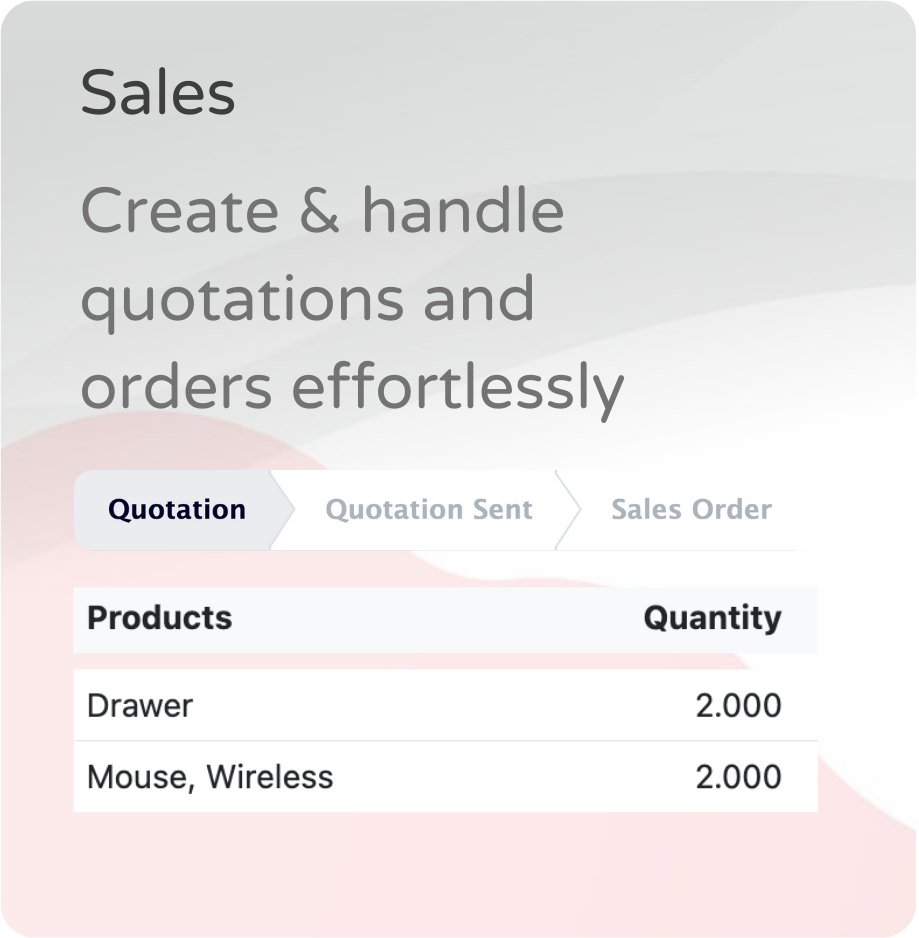 Sales
Create & handle
quotations and
orders effortlessly
Quotation Quotation Sent Sales Order
Products Quantity
Drawer 2.000
Mouse, Wireless 2.000